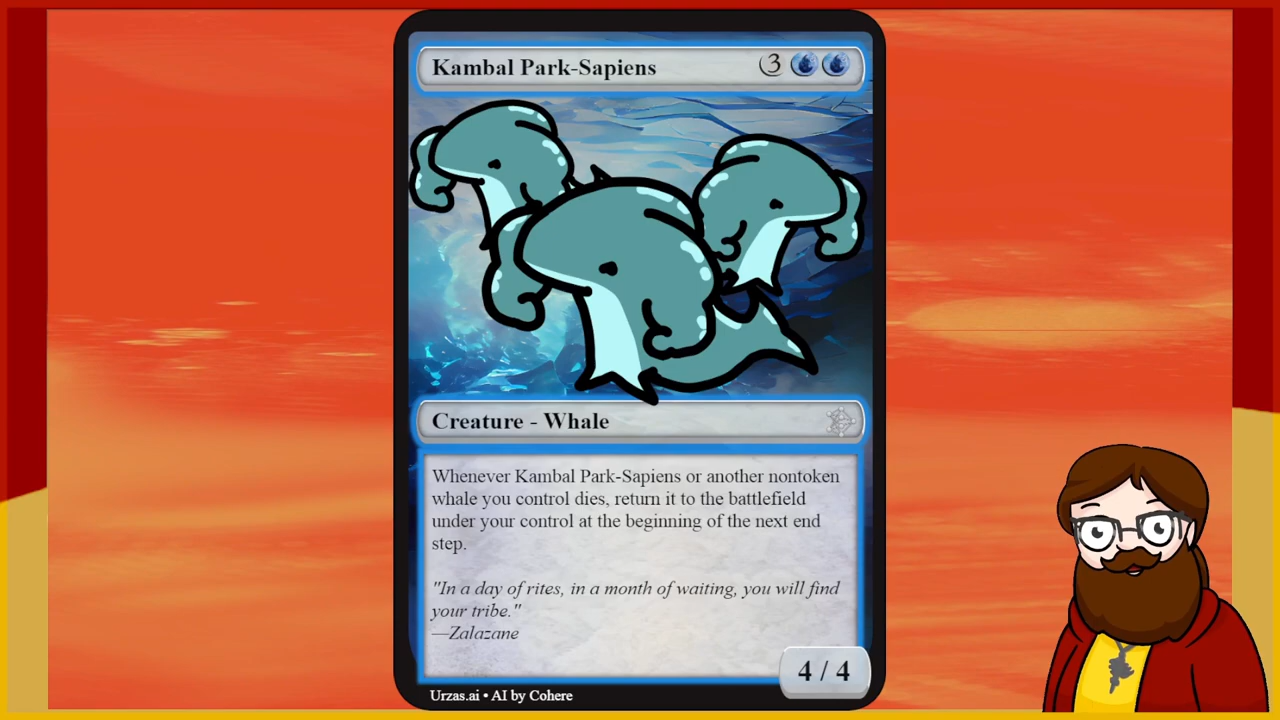 Kambal Park-Sapiens 3
Creature - Whale
Whenever Kambal Park-Sapiens or another nontoken
whale you control dies, return it to the battlefield
under your control at the beginning of the next end
step.
"In a day of rites, in a month of waiting, you will find
your tribe."
—Zalazane
4 / 4
Urzas.ai • AI by Cohere